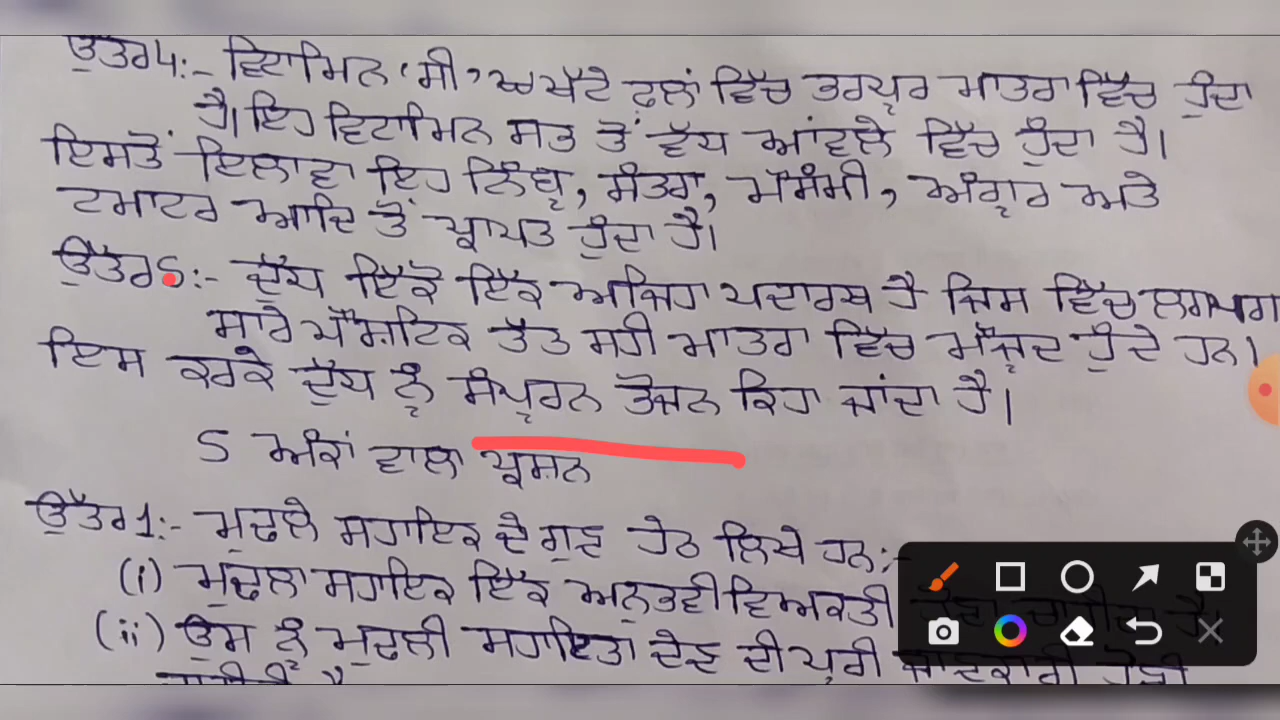 ਉੱਤਰ4:- ਵਿਟਾਮਿਨ 'ਸੀ' ਖੱਟੇ ਫ਼ਲਾਂ ਵਿੱਚ ਭਰਪੂਰ ਮਾਤਰਾ ਵਿੱਚ ਹੁੰਦਾ
ਹੈ। ਇਹ ਵਿਟਾਮਿਨ ਸਭ ਤੋਂ ਵੱਧ ਆਂਵਲੇ ਵਿੱਚ ਹੁੰਦਾ ਹੈ।
ਇਸਤੋਂ ਇਲਾਵਾ ਇਹ ਨਿੰਬੂ, ਸੰਤਰਾ, ਮੌਸੰਮੀ, ਅੰਗੂਰ ਅਤੇ
ਟਮਾਟਰ ਆਦਿ ਤੋਂ ਪ੍ਰਾਪਤ ਹੁੰਦਾ ਹੈ।
ਉੱਤਰ5:- ਦੁੱਧ ਇੱਕੋ ਇੱਕ ਅਜਿਹਾ ਪਦਾਰਥ ਹੈ ਜਿਸ ਵਿੱਚ ਲਗਪਗ
ਸਾਰੇ ਪੌਸ਼ਟਿਕ ਤੱਤ ਸਹੀ ਮਾਤਰਾ ਵਿੱਚ ਮੌਜੂਦ ਹੁੰਦੇ ਹਨ।
ਇਸ ਕਰਕੇ ਦੁੱਧ ਨੂੰ ਸੰਪੂਰਨ ਭੋਜਨ ਕਿਹਾ ਜਾਂਦਾ ਹੈ।
5 ਅੰਕਾਂ ਵਾਲਾ ਪ੍ਰਸ਼ਨ
ਉੱਤਰ1:- ਮੁਢਲੇ ਸਹਾਇਕ ਦੇ ਗੁਣ ਹੇਠ ਲਿਖੇ ਹਨ:-
(i) ਮੁਢਲਾ ਸਹਾਇਕ ਇੱਕ ਅਨੁਭਵੀ ਵਿਅਕਤੀ ਹੋਣਾ ਚਾਹੀਦਾ ਹੈ।
(ii) ਉਸ ਨੂੰ ਮੁਢਲੀ ਸਹਾਇਤਾ ਦੇਣ ਦੀ ਪੂਰੀ ਜਾਣਕਾਰੀ ਹੋਣੀ